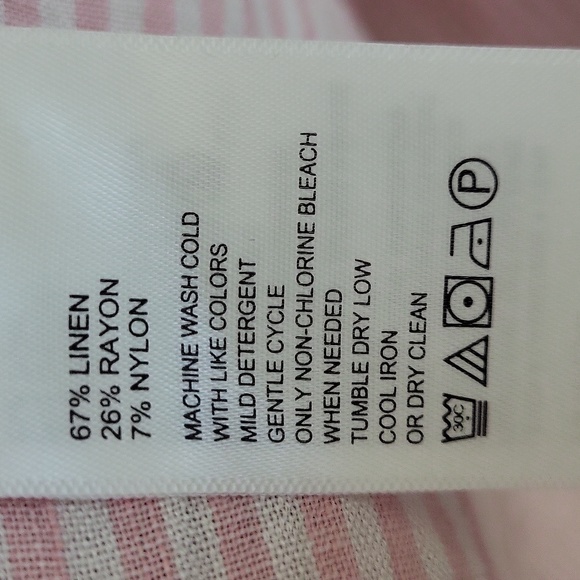 67% LINEN
26% RAYON
7% NYLON
MACHINE WASH COLD
WITH LIKE COLORS
MILD DETERGENT
GENTLE CYCLE
ONLY NON-CHLORINE BLEACH
WHEN NEEDED
TUMBLE DRY LOW
COOL IRON
OR DRY CLEAN
30C P